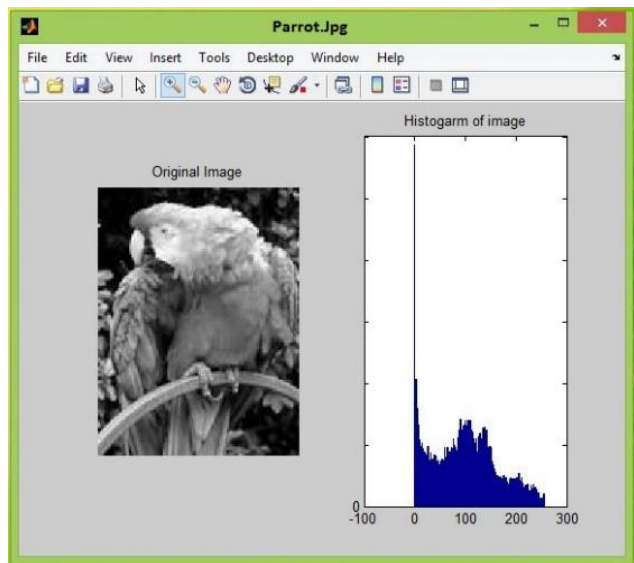 Parrot.Jpg
File Edit View Insert Tools Desktop Window Help
Original Image
Histogarm of image
0
-100 0 100 200 300